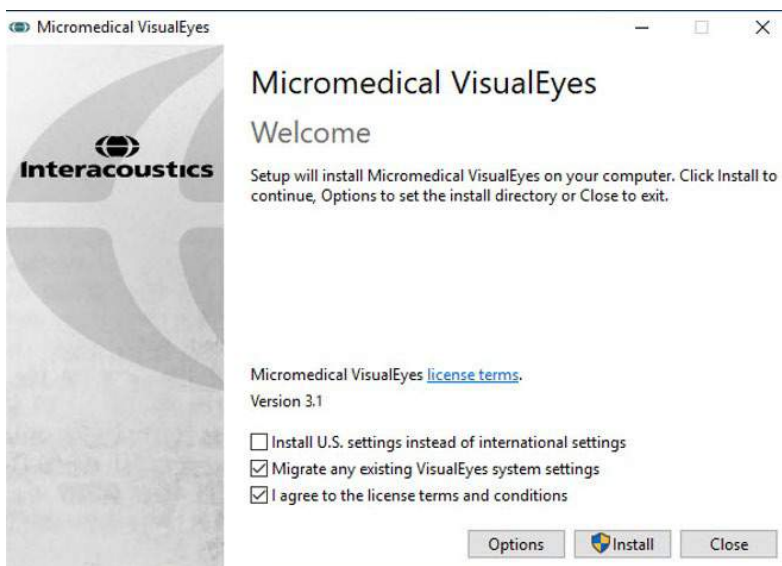 Micromedical VisualEyes
Micromedical VisualEyes
Welcome
Interacoustics
Setup will install Micromedical VisualEyes on your computer. Click Install to
continue, Options to set the install directory or Close to exit.
Micromedical VisualEyes license terms.
Version 3.1
Install U.S. settings instead of international settings
Migrate any existing VisualEyes system settings
I agree to the license terms and conditions
Options Install Close